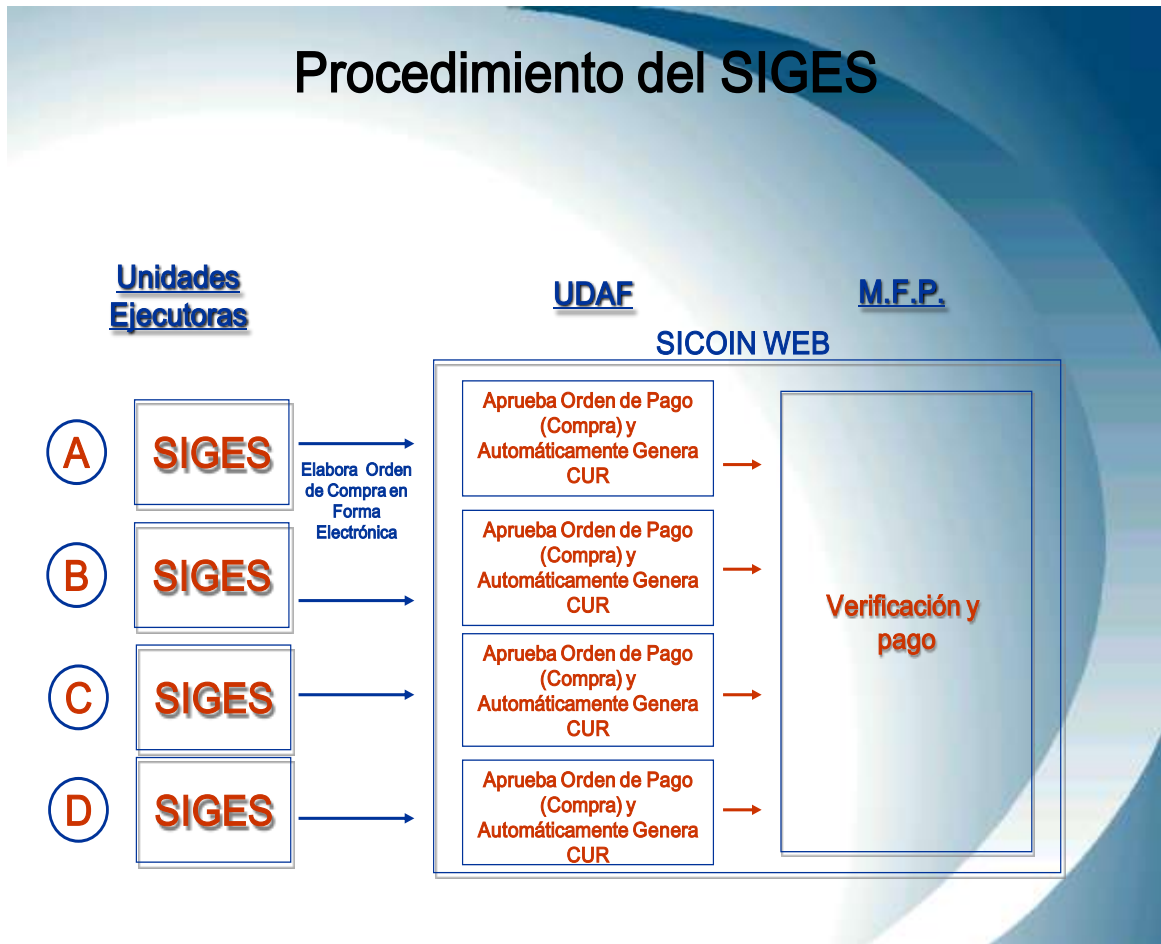 Procedimiento del SIGES
Unidades
Ejecutoras
UDAF
M.F.P.
SICOIN WEB
A
SIGES
Elabora Orden
de Compra en
Forma
Electrónica
Aprueba Orden de Pago
(Compra) y
Automáticamente Genera
CUR
B
SIGES
Aprueba Orden de Pago
(Compra) y
Automáticamente Genera
CUR
C
SIGES
Aprueba Orden de Pago
(Compra) y
Automáticamente Genera
CUR
D
SIGES
Aprueba Orden de Pago
(Compra) y
Automáticamente Genera
CUR
Verificación y
pago